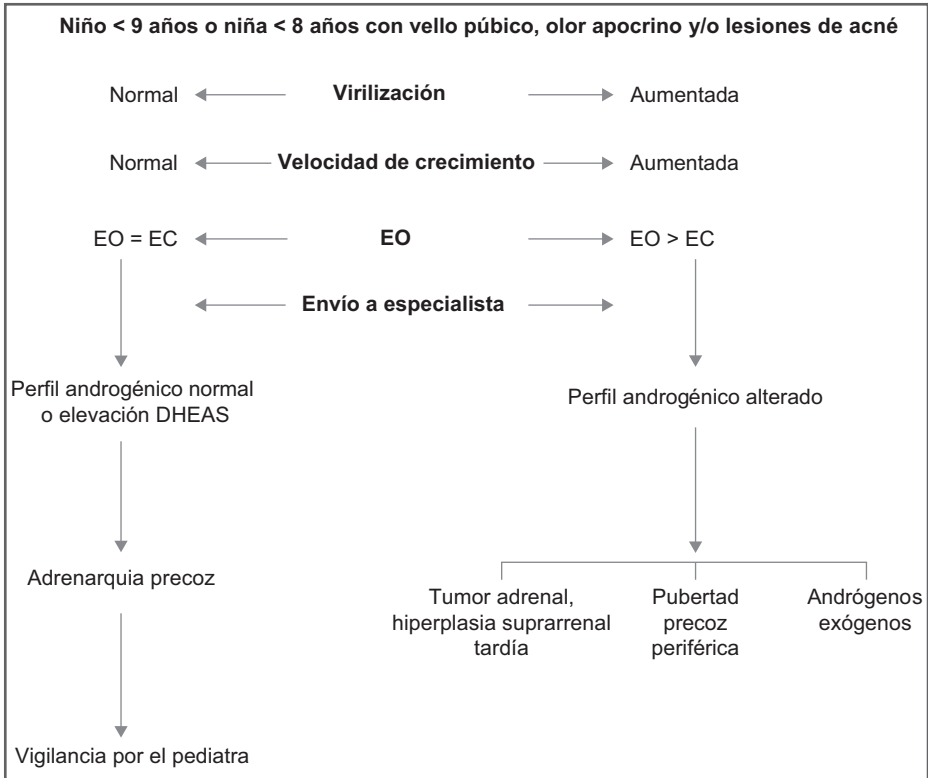 Niño < 9 años o niña < 8 años con vello púbico, olor apocrino y/o lesiones de acné
Normal Virilización Aumentada
Normal Velocidad de crecimiento Aumentada
EO = EC EO EO > EC
Envío a especialista
Perfil androgénico normal
o elevación DHEAS
Perfil androgénico alterado
Adrenarquia precoz
Tumor adrenal,
hiperplasia suprarrenal
tardía
Pubertad
precoz
periférica
Andrógenos
exógenos
Vigilancia por el pediatra